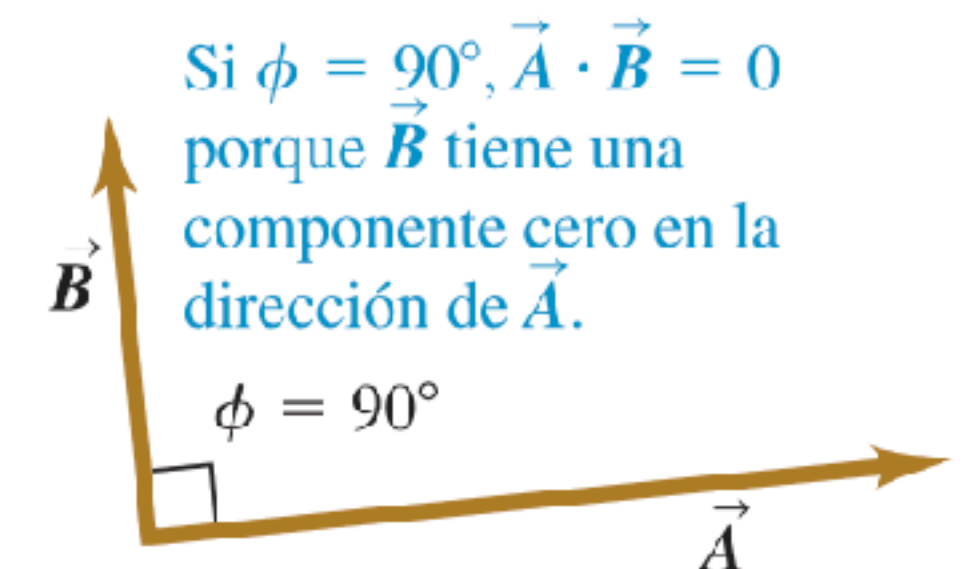 Si ϕ = 90°, A⃗ · B⃗ = 0
porque B⃗ tiene una
componente cero en la
dirección de A⃗.
B⃗
ϕ = 90°
A⃗